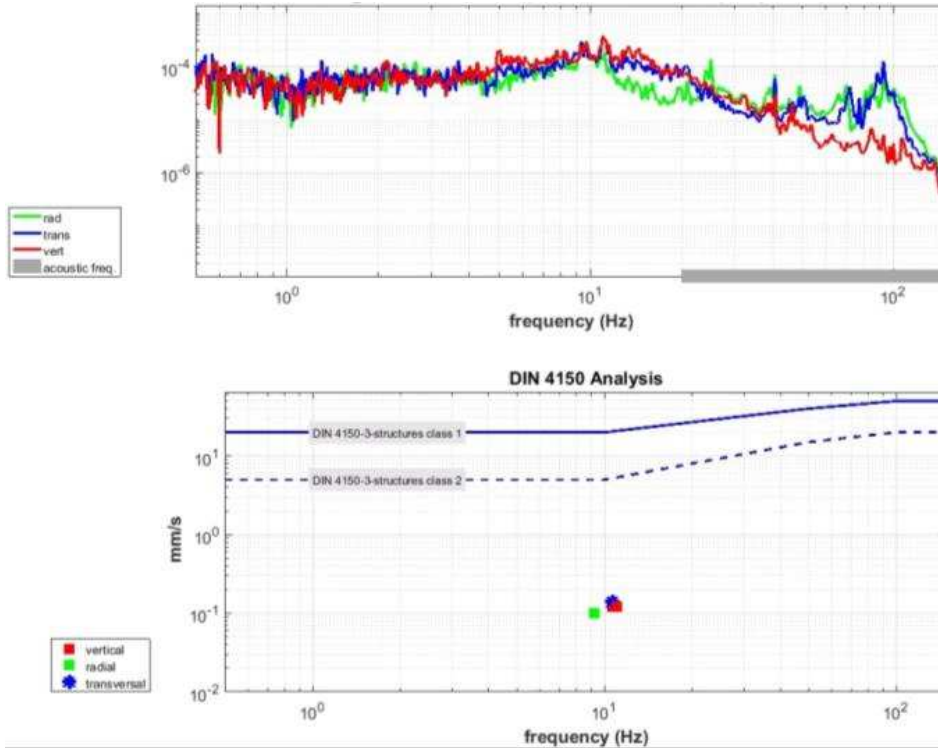 10^-4
10^-6
rad
trans
vert
acoustic freq.
10^0
10^1
10^2
frequency (Hz)
DIN 4150 Analysis
DIN 4150-3-structures class 1
DIN 4150-3-structures class 2
10^1
10^0
10^-1
10^-2
mm/s
vertical
radial
transversal
10^0
10^1
10^2
frequency (Hz)